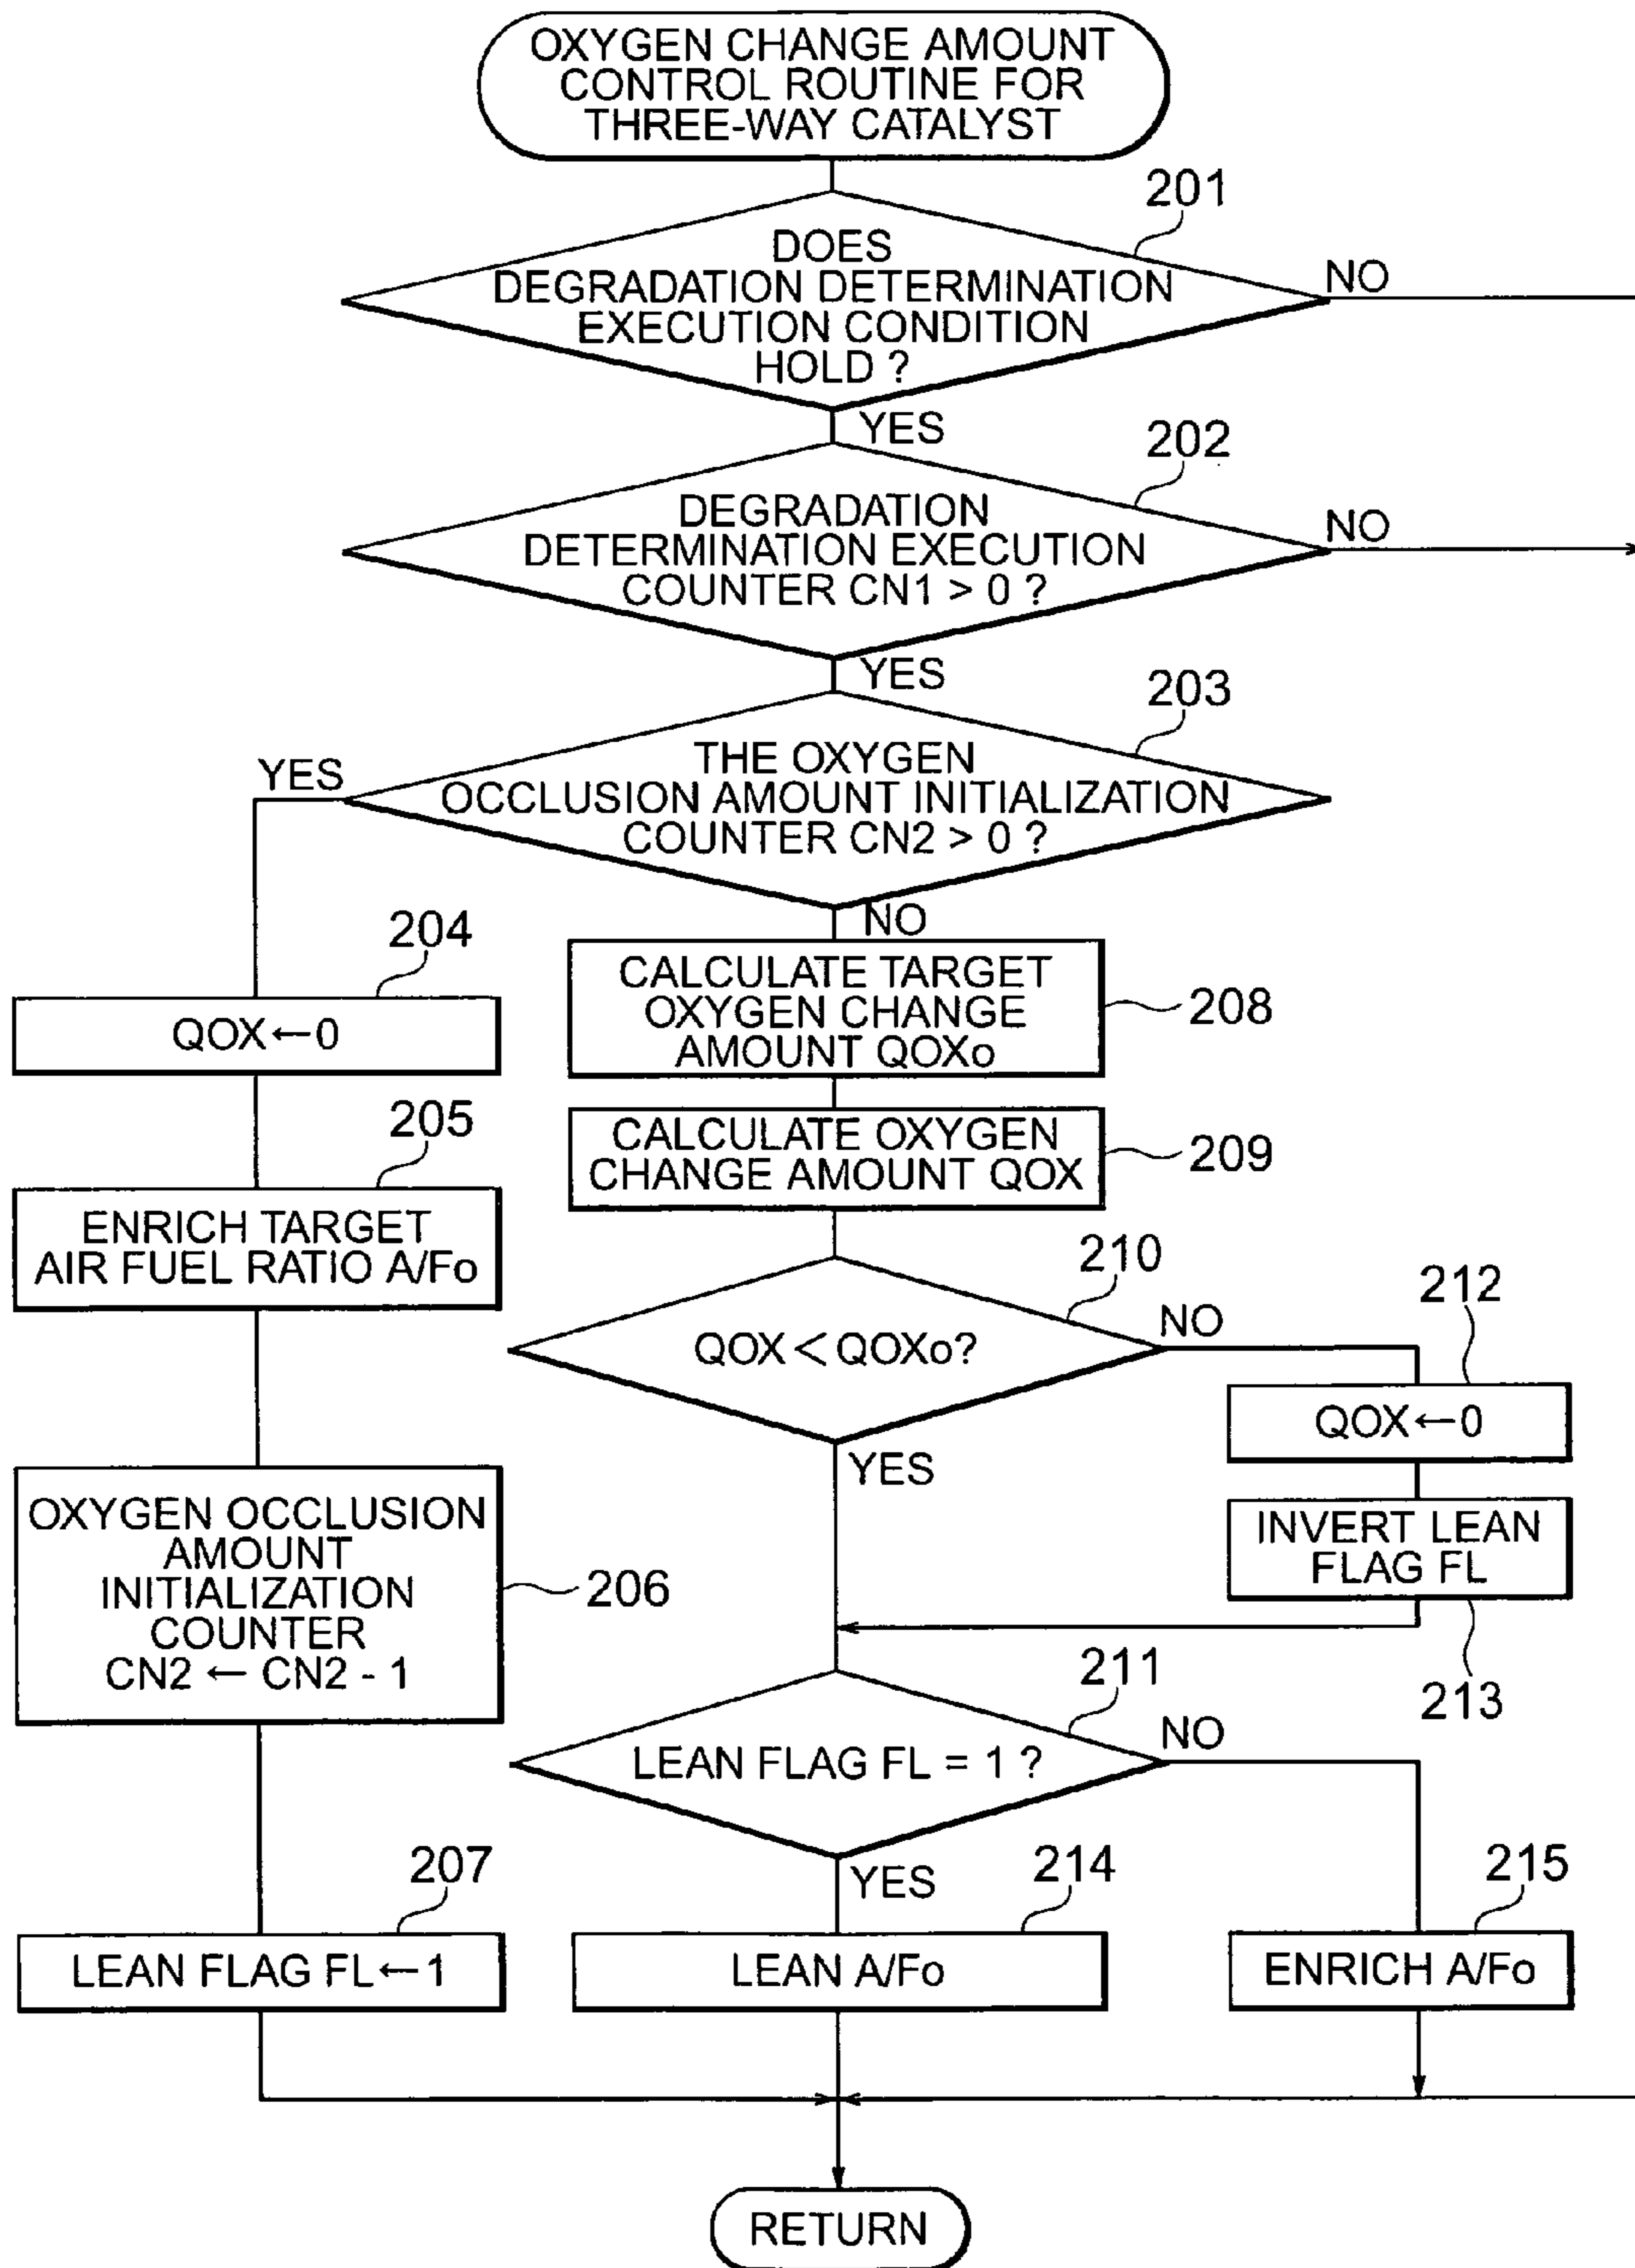 OXYGEN CHANGE AMOUNT
CONTROL ROUTINE FOR
THREE-WAY CATALYST
201
DOES
DEGRADATION DETERMINATION
EXECUTION CONDITION
HOLD ?
NO
YES
202
DEGRADATION
DETERMINATION EXECUTION
COUNTER CN1 > 0 ?
NO
YES
203
THE OXYGEN
OCCLUSION AMOUNT INITIALIZATION
COUNTER CN2 > 0 ?
YES
NO
204
QOX←0
205
ENRICH TARGET
AIR FUEL RATIO A/Fo
OXYGEN OCCLUSION
AMOUNT
INITIALIZATION
COUNTER
CN2 ← CN2 - 1
206
207
LEAN FLAG FL←1
CALCULATE TARGET
OXYGEN CHANGE
AMOUNT QOXo
208
CALCULATE OXYGEN
CHANGE AMOUNT QOX
209
210
QOX<QOXo?
NO
YES
212
QOX←0
INVERT LEAN
FLAG FL
213
211
LEAN FLAG FL = 1 ?
NO
YES
214
LEAN A/Fo
215
ENRICH A/Fo
RETURN